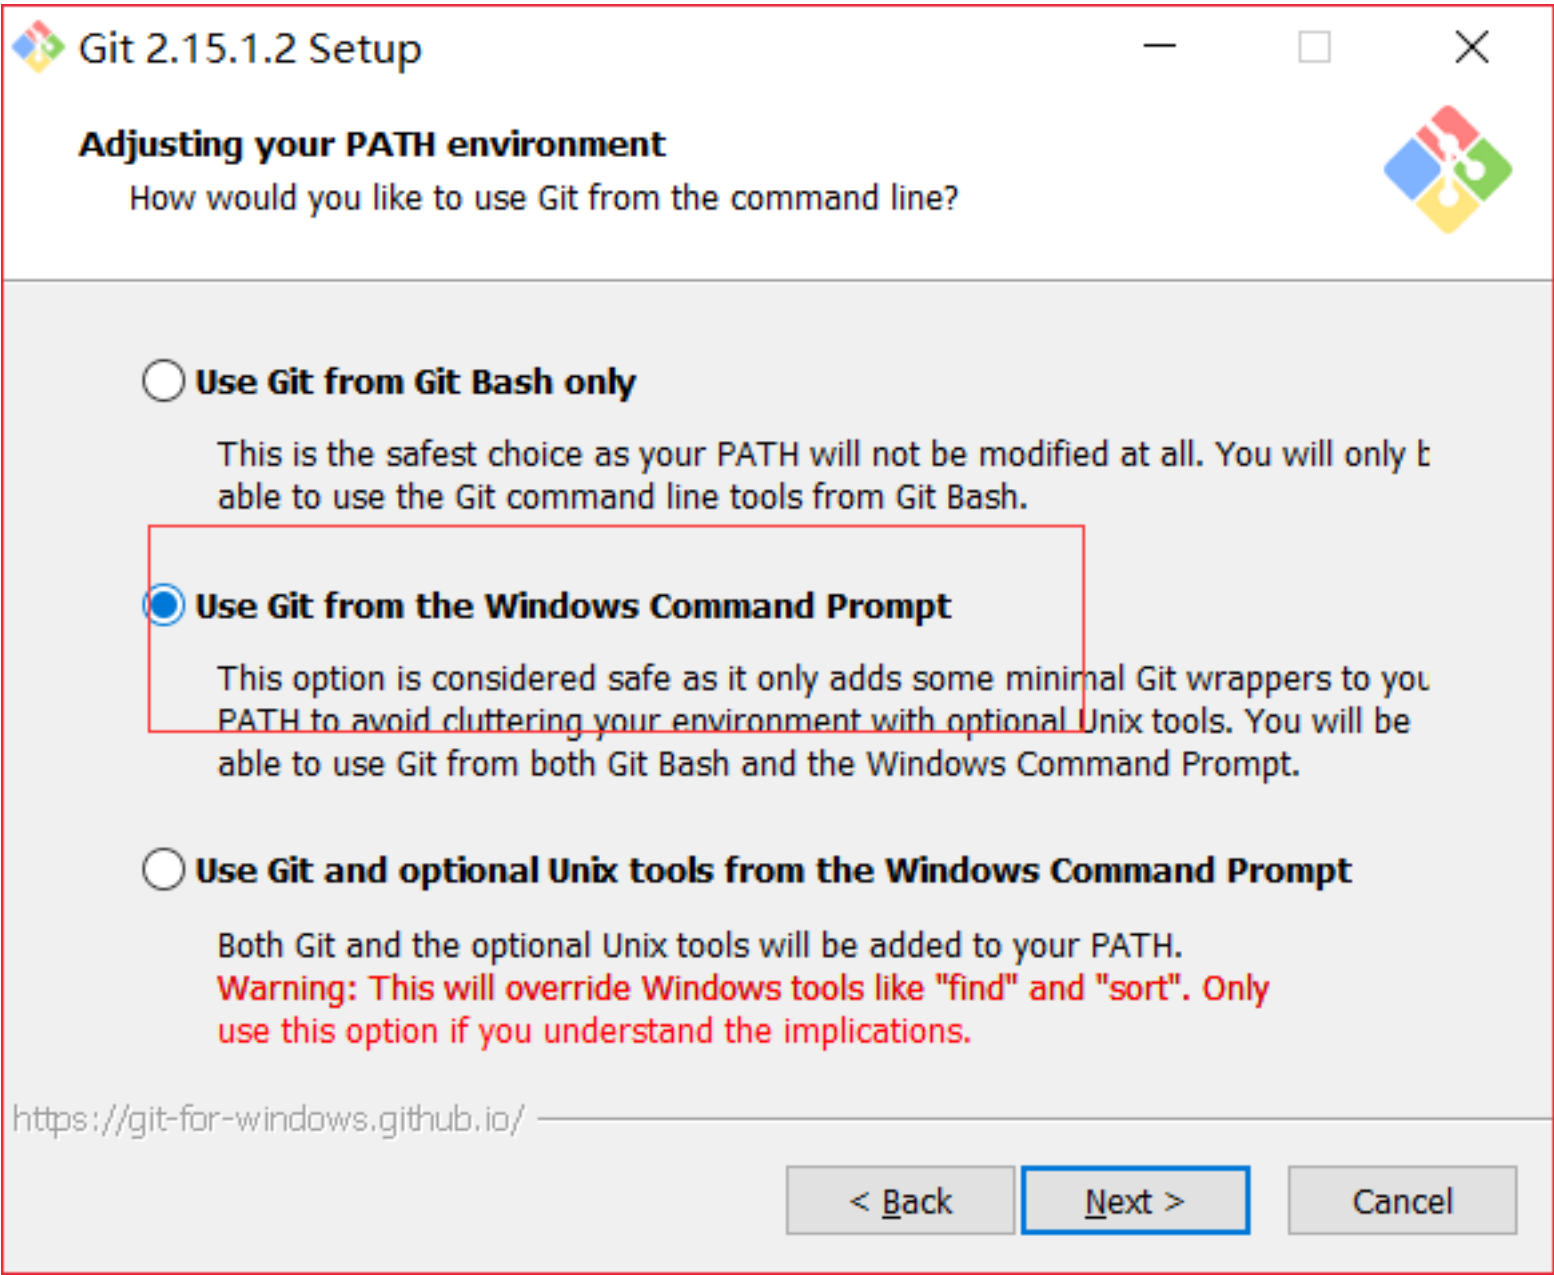 Git 2.15.1.2 Setup
Adjusting your PATH environment
How would you like to use Git from the command line?
Use Git from Git Bash only
This is the safest choice as your PATH will not be modified at all. You will only
able to use the Git command line tools from Git Bash.
Use Git from the Windows Command Prompt
This option is considered safe as it only adds some minimal Git wrappers to you
PATH to avoid cluttering your environment with optional Unix tools. You will be
able to use Git from both Git Bash and the Windows Command Prompt.
Use Git and optional Unix tools from the Windows Command Prompt
Both Git and the optional Unix tools will be added to your PATH.
Warning: This will override Windows tools like "find" and "sort". Only
use this option if you understand the implications.
https://git-for-windows.github.io/
< Back Next > Cancel